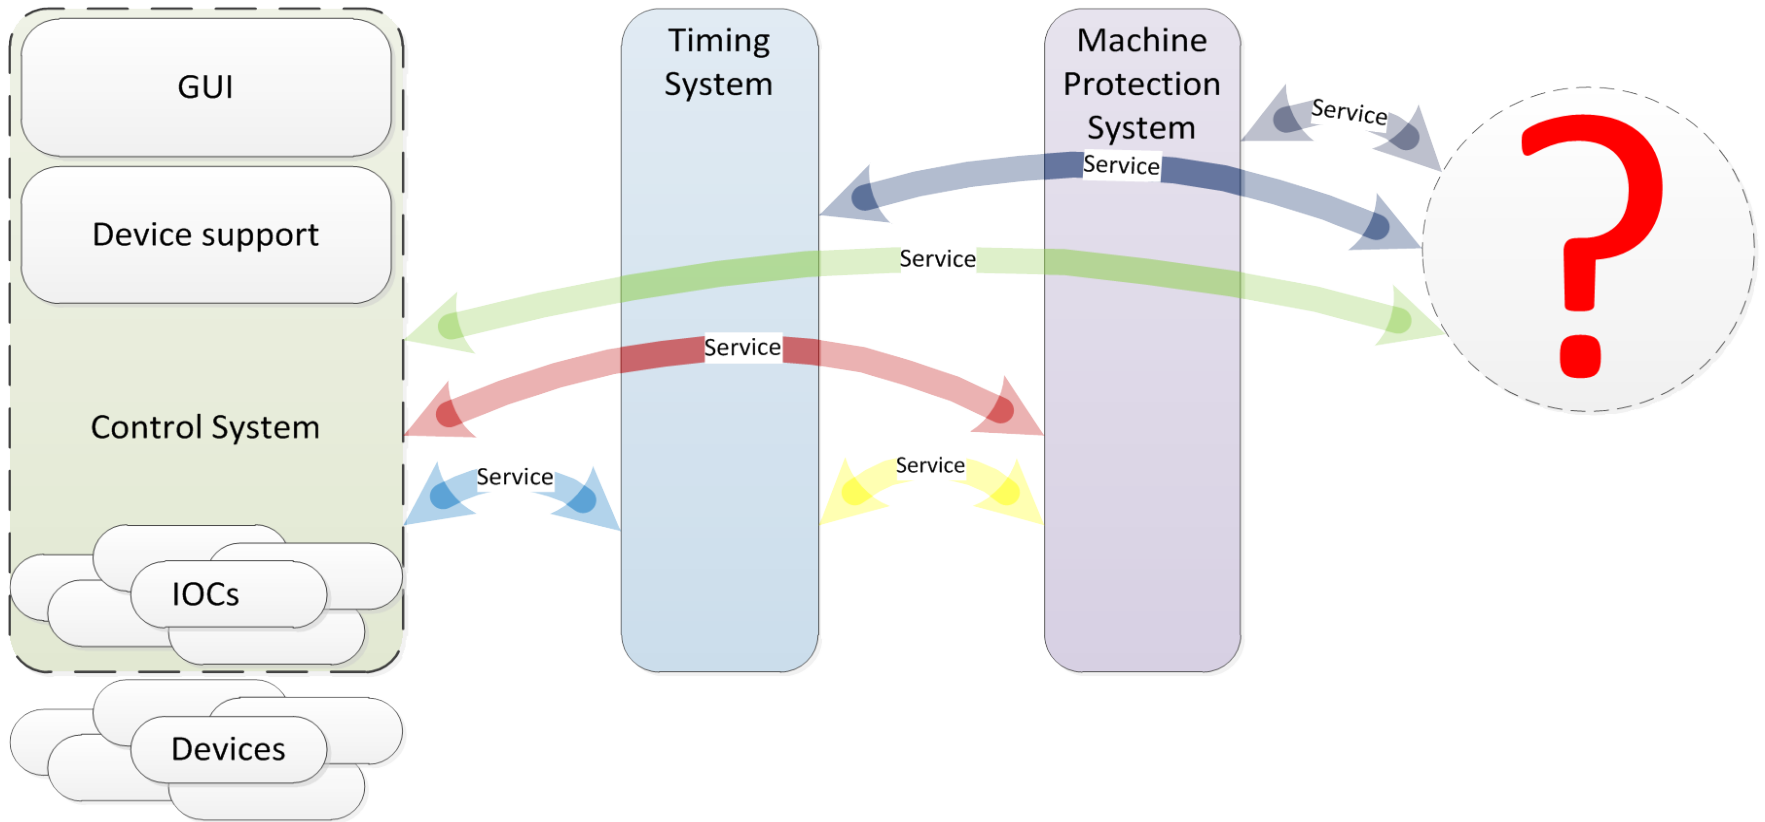 GUI
Device support
Control System
IOCs
Devices
Timing
System
Machine
Protection
System
Service
Service
Service
Service
Service
Service
?